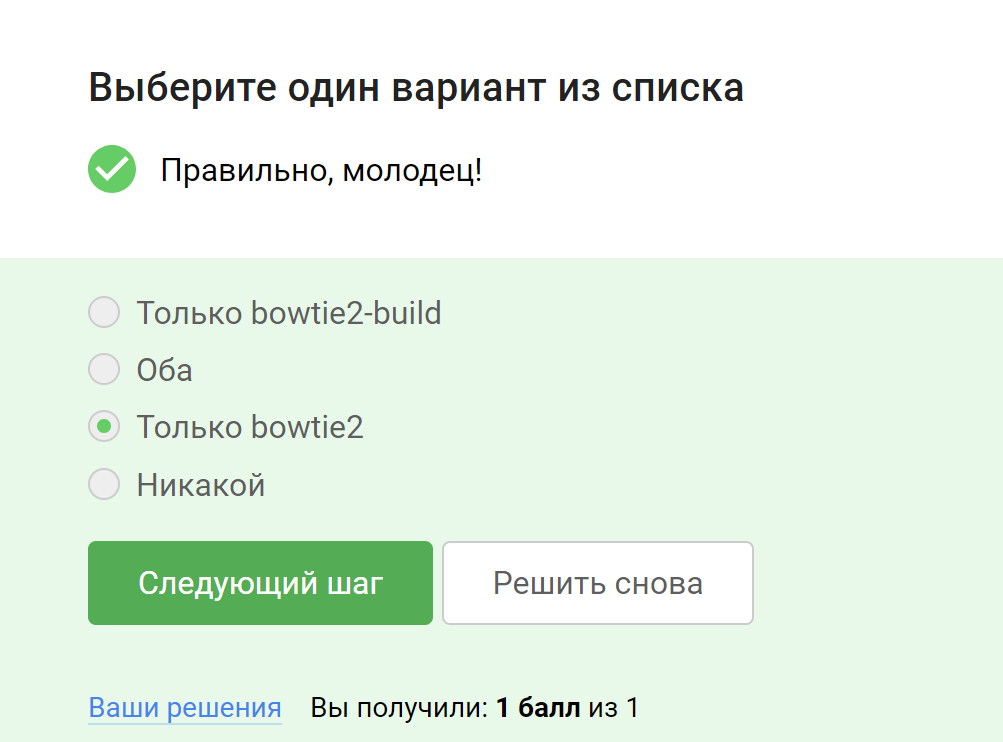 Выберите один вариант из списка
Правильно, молодец!
Только bowtie2-build
Оба
Только bowtie2
Никакой
Следующий шаг
Решить снова
Ваши решения Вы получили: 1 балл из 1